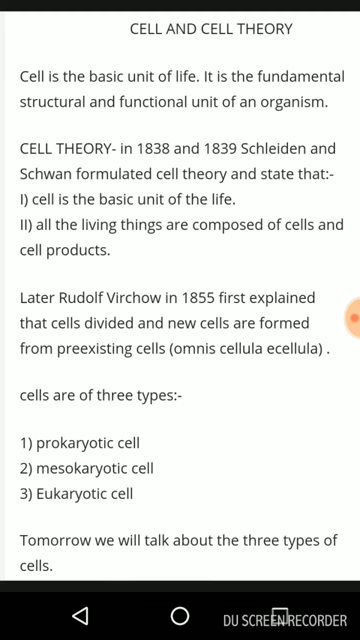 CELL AND CELL THEORY
Cell is the basic unit of life. It is the fundamental
structural and functional unit of an organism.
CELL THEORY- in 1838 and 1839 Schleiden and
Schwan formulated cell theory and state that:-
I) cell is the basic unit of the life.
II) all the living things are composed of cells and
cell products.
Later Rudolf Virchow in 1855 first explained
that cells divided and new cells are formed
from preexisting cells (omnis cellula ecellula) .
cells are of three types:-
1) prokaryotic cell
2) mesokaryotic cell
3) Eukaryotic cell
Tomorrow we will talk about the three types of
cells.
DU SCREEN RECORDER